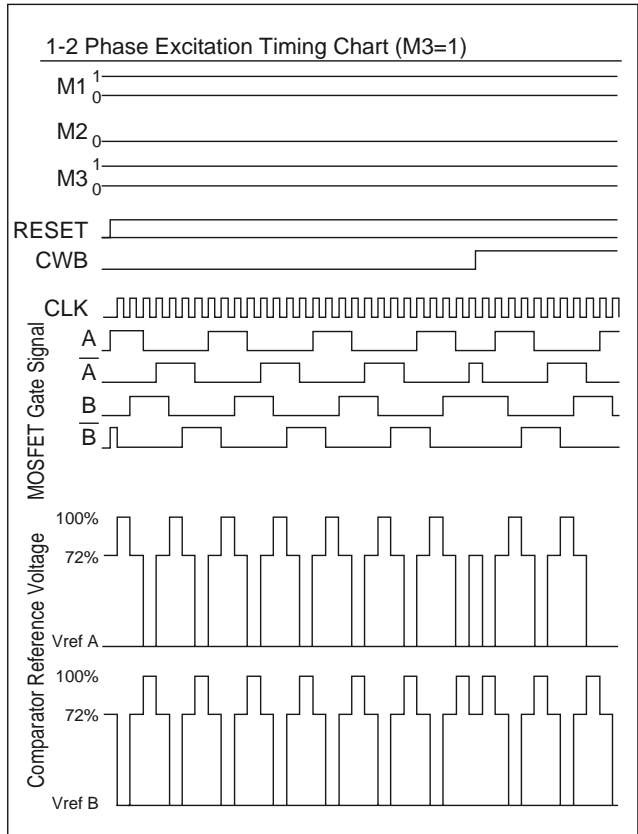 1-2 Phase Excitation Timing Chart (M3=1)
M1 1
0
M2 0
M3 1
0
RESET
CWB
CLK
MOSFET Gate Signal
A
A̅
B
B̅
Comparator Reference Voltage
100%
72%
Vref A
100%
72%
Vref B